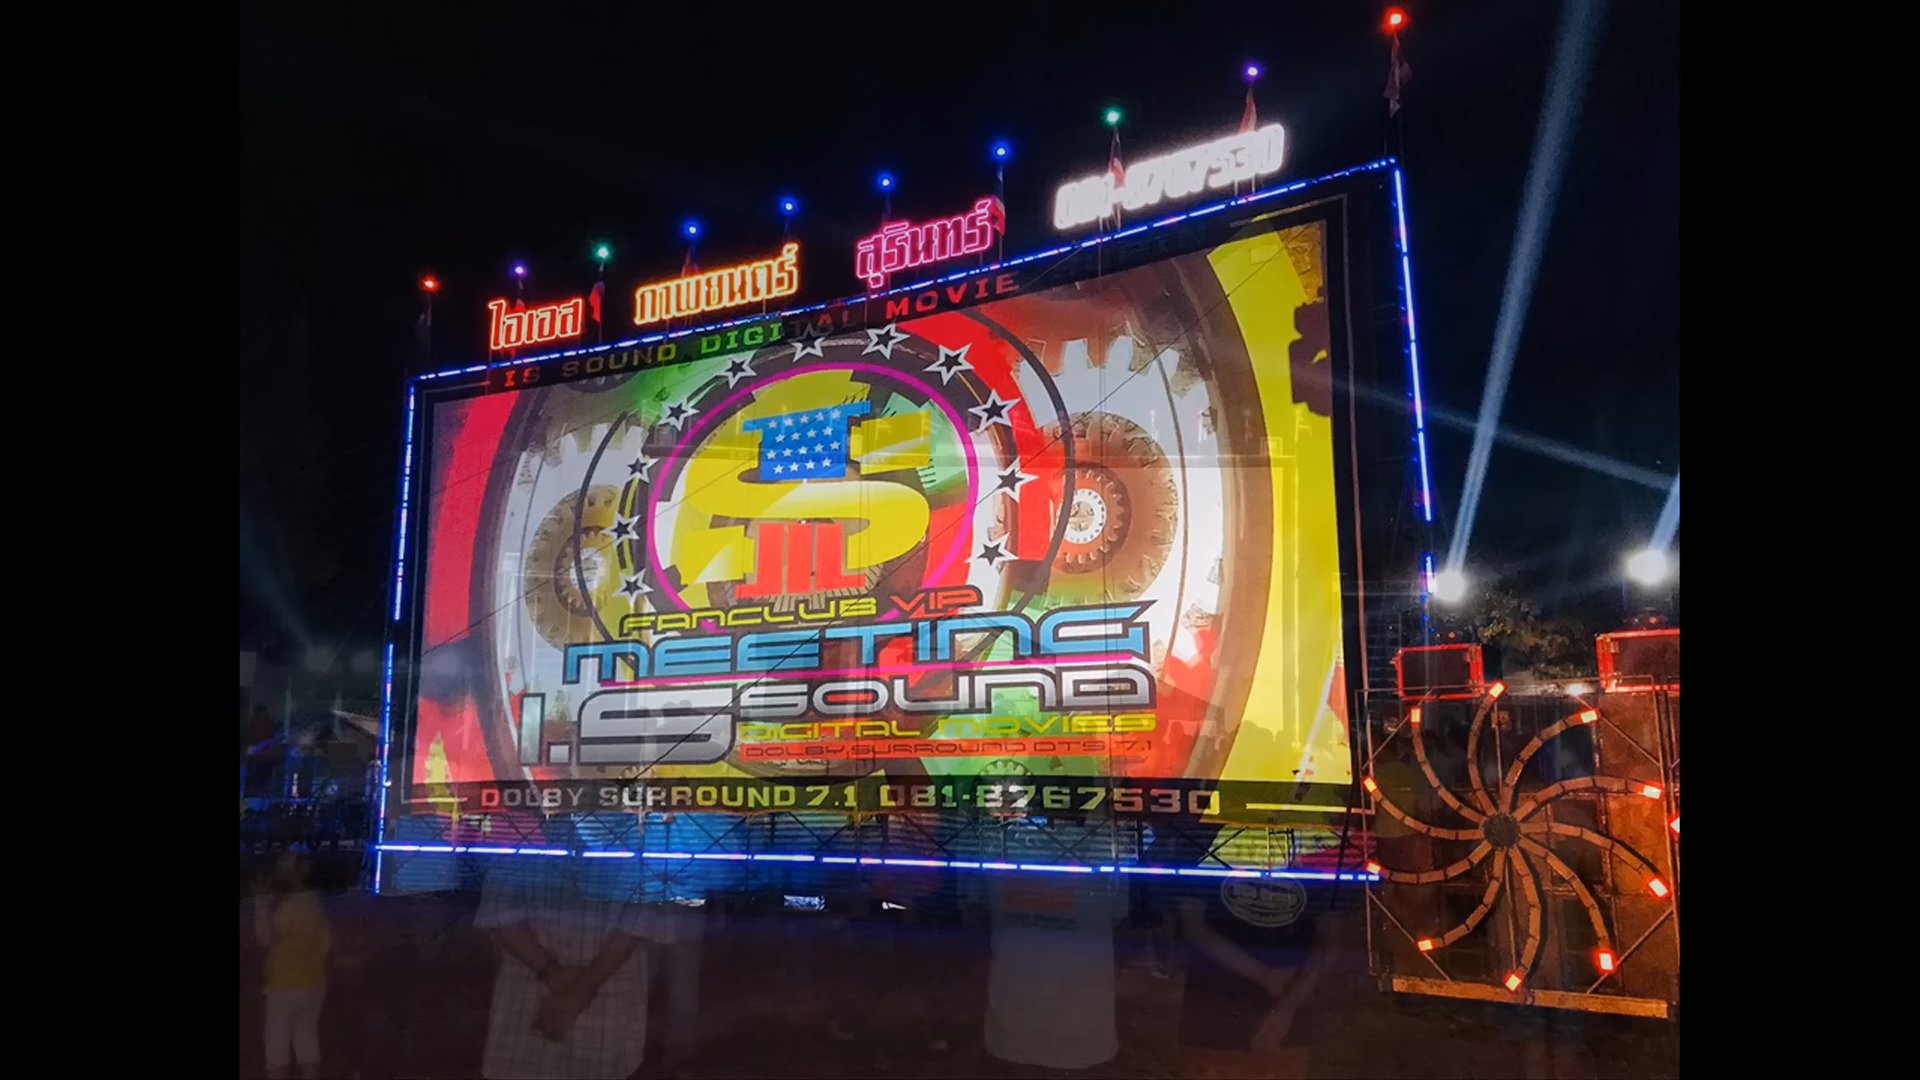 ไอเอส ภาพยนตร์ สุรินทร์ 081-8767530
IS SOUND DIGITAL MOVIE
IS
FANCLUB VIP
MEETING
I.S SOUND
DIGITAL MOVIES
DOLBY SURROUND DTS 7.1
DOLBY SURROUND 7.1 081-8767530